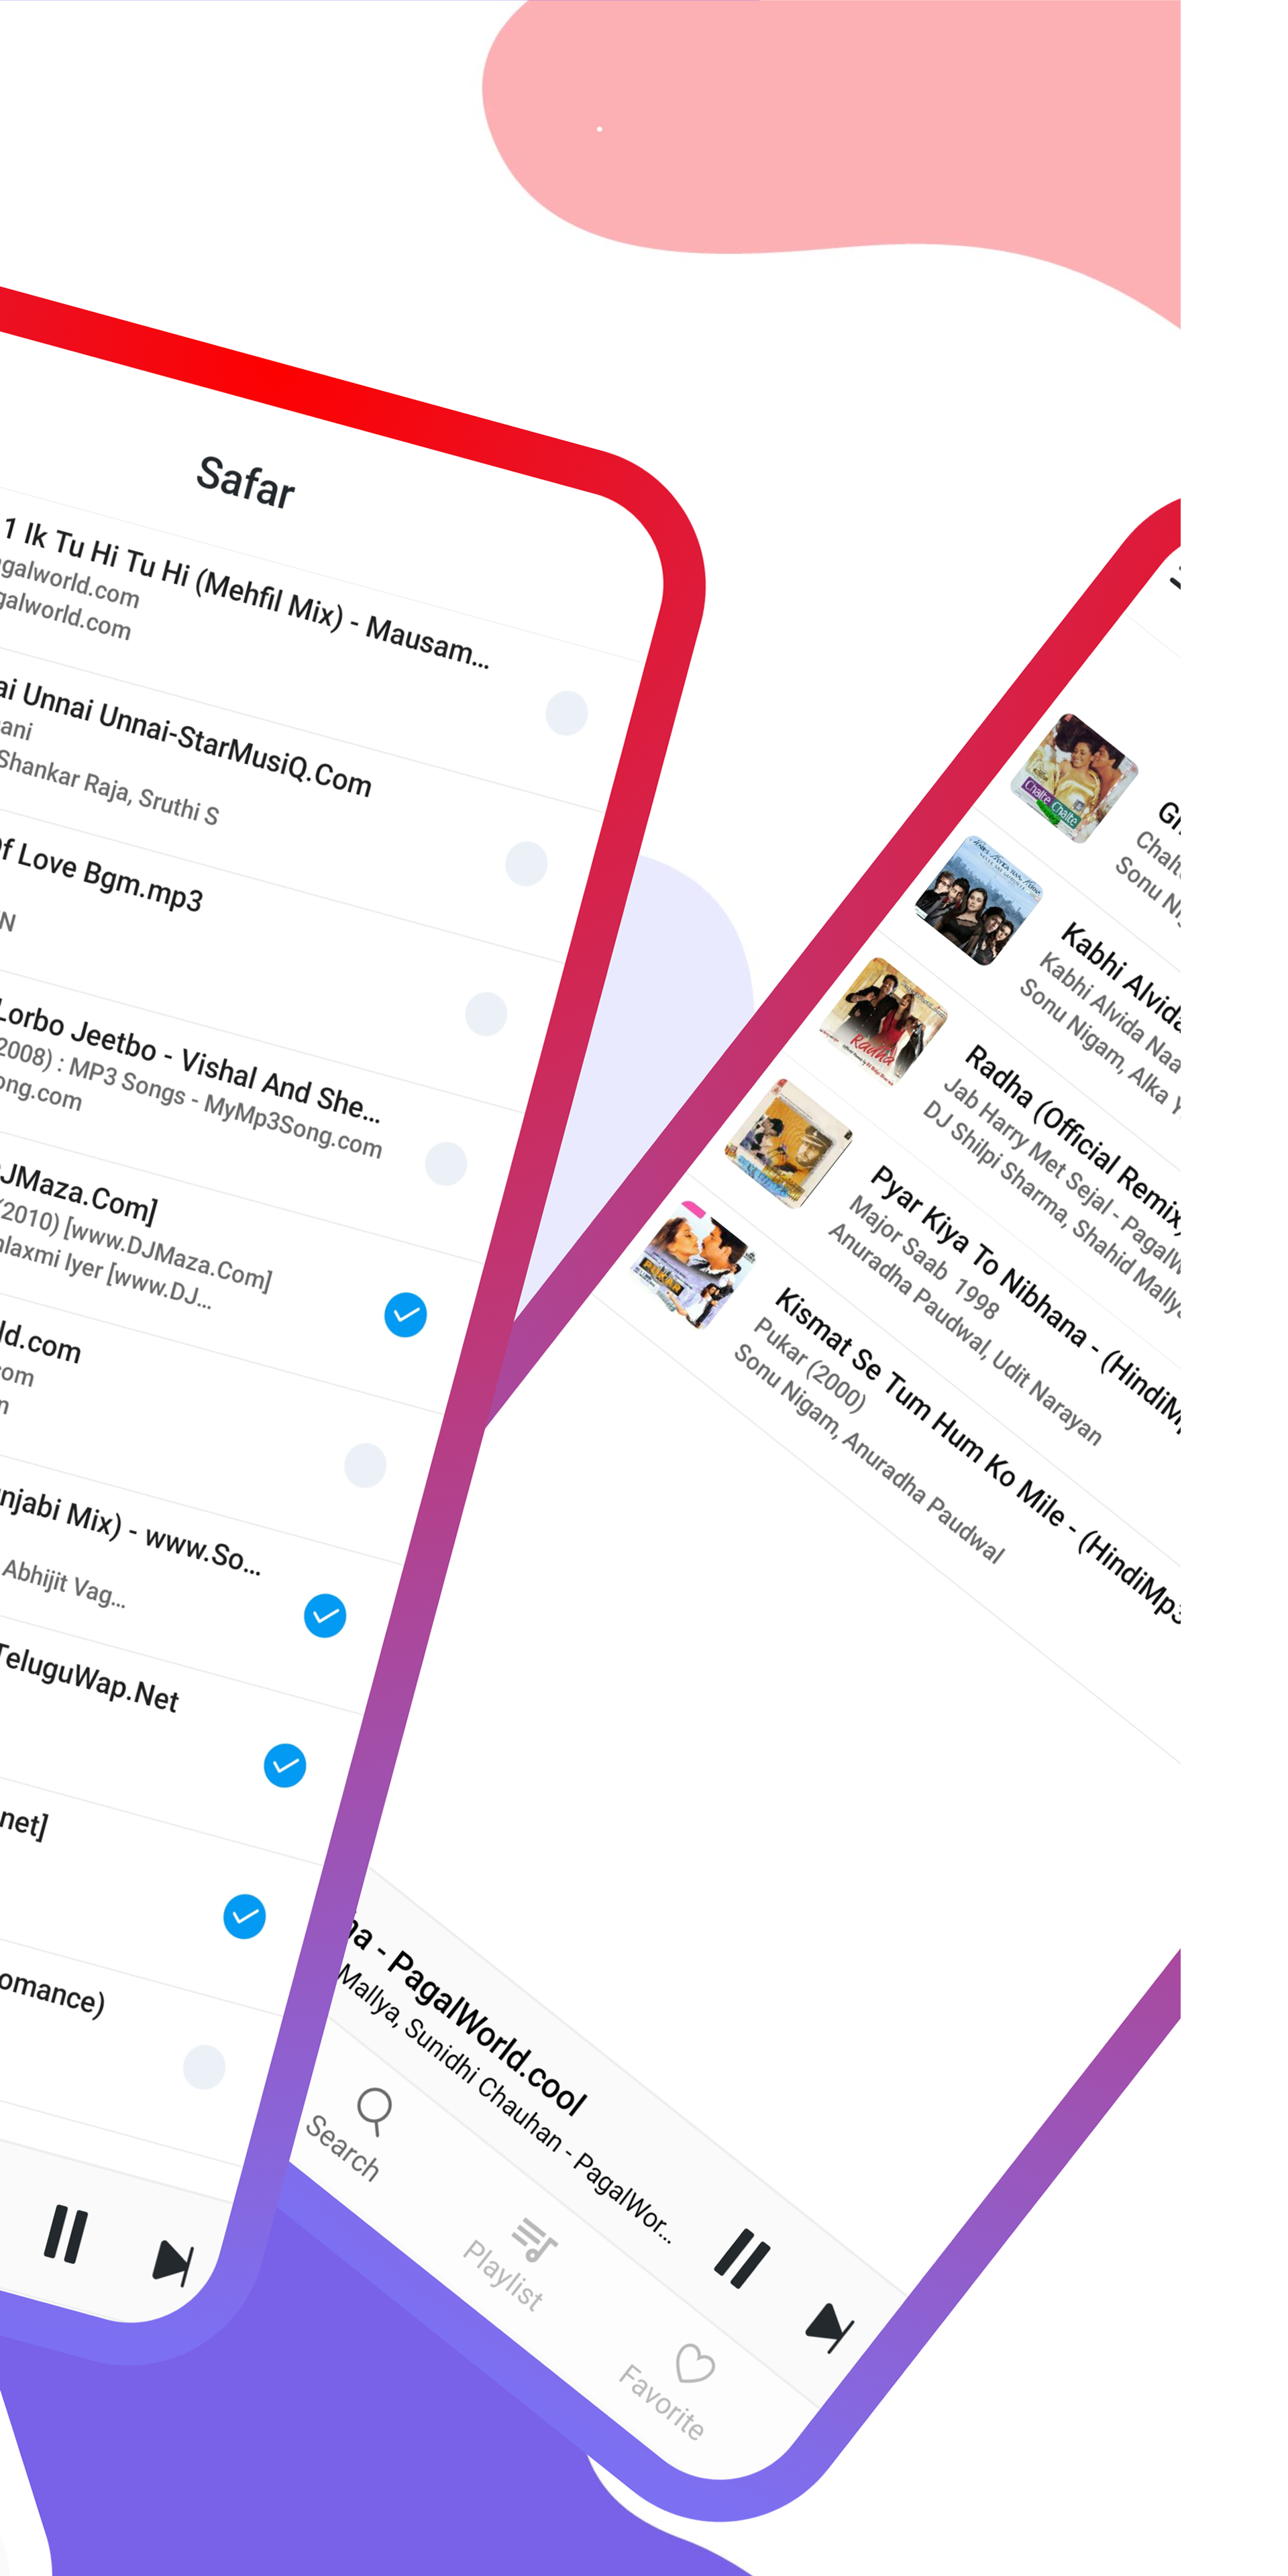 Safar
1 Ik Tu Hi Tu Hi (Mehfil Mix) - Mausam...
galworld.com
galworld.com
ai Unnai Unnai-StarMusiQ.Com
ani
Shankar Raja, Sruthi S
Of Love Bgm.mp3
N
Lorbo Jeetbo - Vishal And She...
2008) : MP3 Songs - MyMp3Song.com
ong.com
JMaza.Com]
(2010) [www.DJMaza.Com]
laxmi Iyer [www.DJ...
ld.com
com
njabi Mix) - www.So...
Abhijit Vag...
TeluguWap.Net
net]
omance)
Chalte Chalte
Chalt
Sonu Ni
Kabhi Alvida
Kabhi Alvida Naa
Sonu Nigam, Alka Y
Radha
Radha (Official Remix)
Jab Harry Met Sejal - PagalW
DJ Shilpi Sharma, Shahid Mallya
Pyar Kiya To Nibhana - (HindiM
Major Saab 1998
Anuradha Paudwal, Udit Narayan
PUKAR
Kismat Se Tum Hum Ko Mile - (HindiMp3
Pukar (2000)
Sonu Nigam, Anuradha Paudwal
na - PagalWorld.cool
Mallya, Sunidhi Chauhan - PagalWor...
Search
Playlist
Favorite